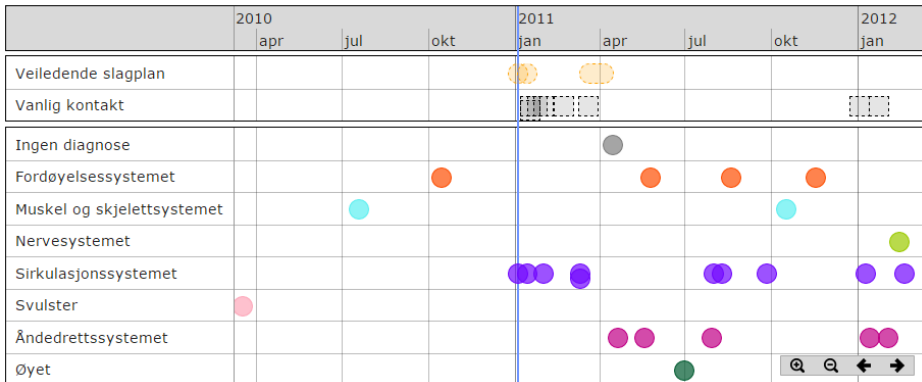 2010 2011 2012
apr jul okt jan apr jul okt jan
Veiledende slagplan
Vanlig kontakt
Ingen diagnose
Fordøyelsessystemet
Muskel og skjelettsystemet
Nervesystemet
Sirkulasjonssystemet
Svulster
Åndedrettssystemet
Øyet